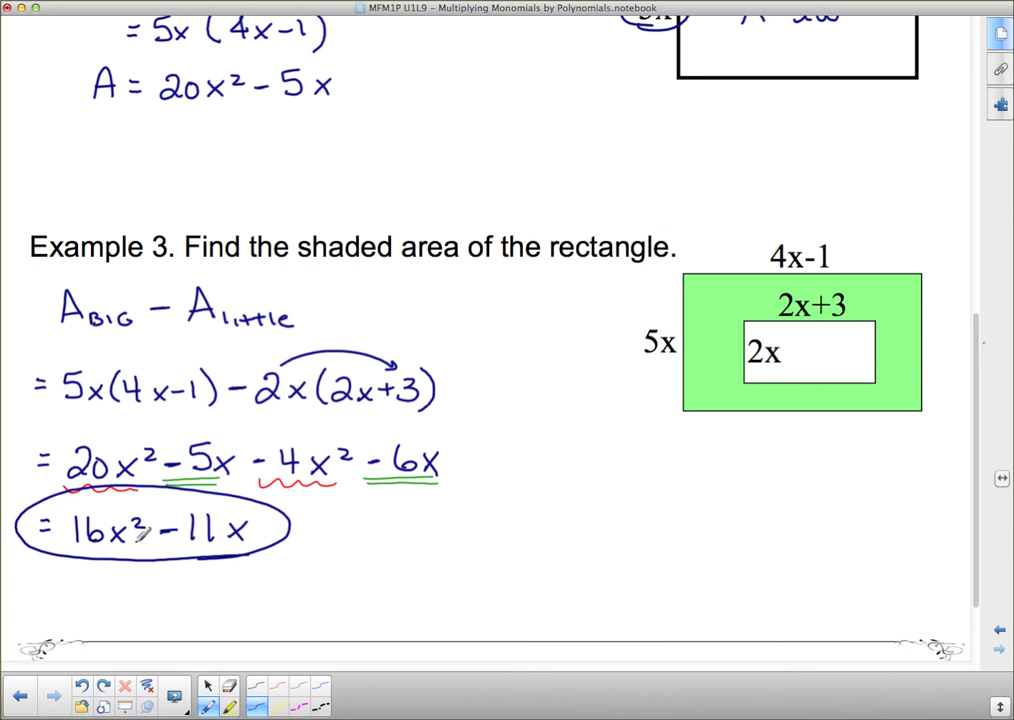 MFM1P U1L9 – Multiplying Monomials by Polynomials.notebook
= 5x (4x-1)
A = 20x² - 5x
Example 3. Find the shaded area of the rectangle.
4x-1
2x+3
5x
2x
A BIG - A little
= 5x(4x-1) - 2x(2x+3)
= 20x² - 5x - 4x² - 6x
= 16x² - 11x